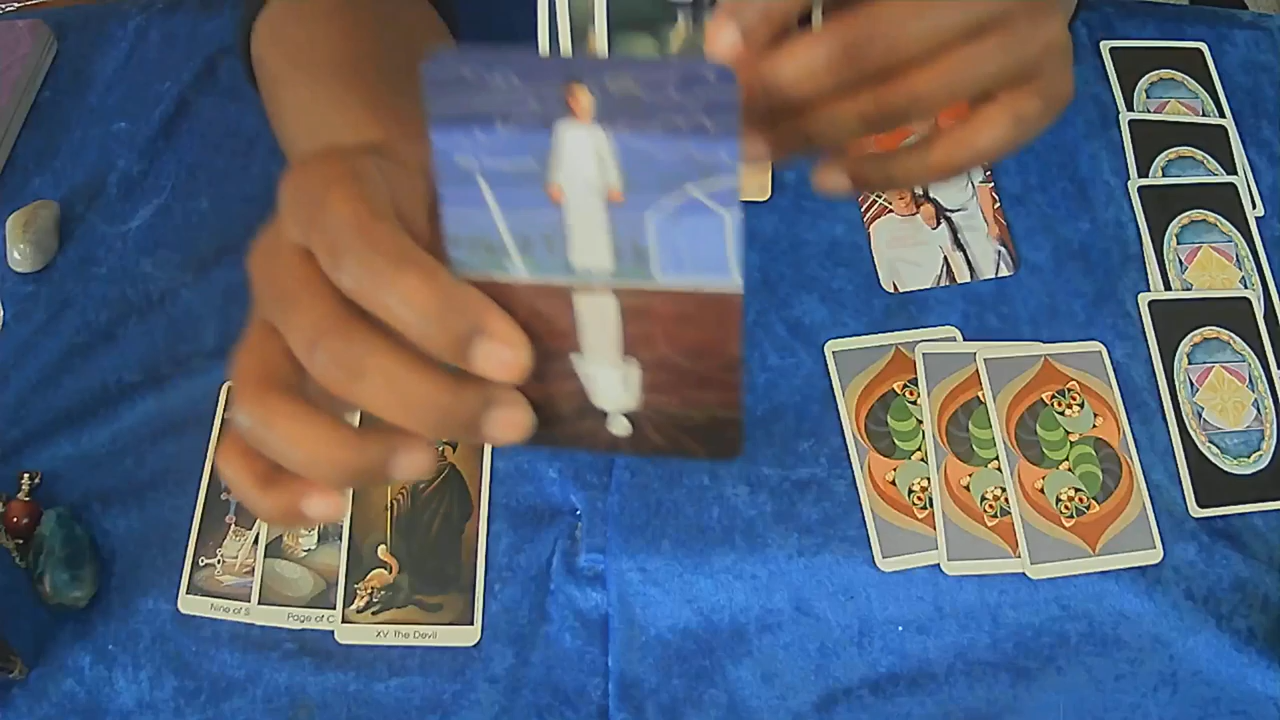 Nine of S
Page of C
XV The Devil